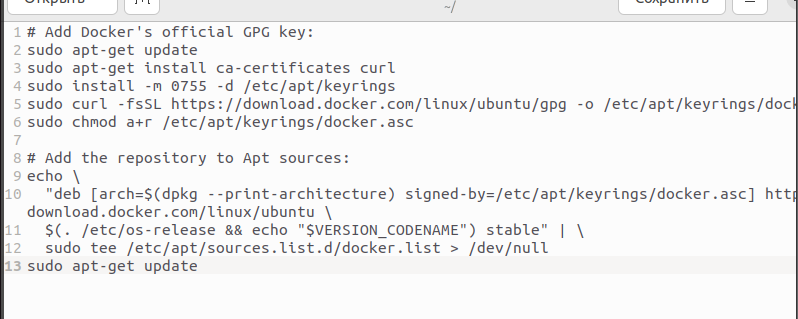 Открыть
~/
Сохранить
1 # Add Docker's official GPG key:
2 sudo apt-get update
3 sudo apt-get install ca-certificates curl
4 sudo install -m 0755 -d /etc/apt/keyrings
5 sudo curl -fsSL https://download.docker.com/linux/ubuntu/gpg -o /etc/apt/keyrings/dock
6 sudo chmod a+r /etc/apt/keyrings/docker.asc
7
8 # Add the repository to Apt sources:
9 echo \
10   "deb [arch=$(dpkg --print-architecture) signed-by=/etc/apt/keyrings/docker.asc] http
download.docker.com/linux/ubuntu \
11   $(. /etc/os-release && echo "$VERSION_CODENAME") stable" | \
12   sudo tee /etc/apt/sources.list.d/docker.list > /dev/null
13 sudo apt-get update